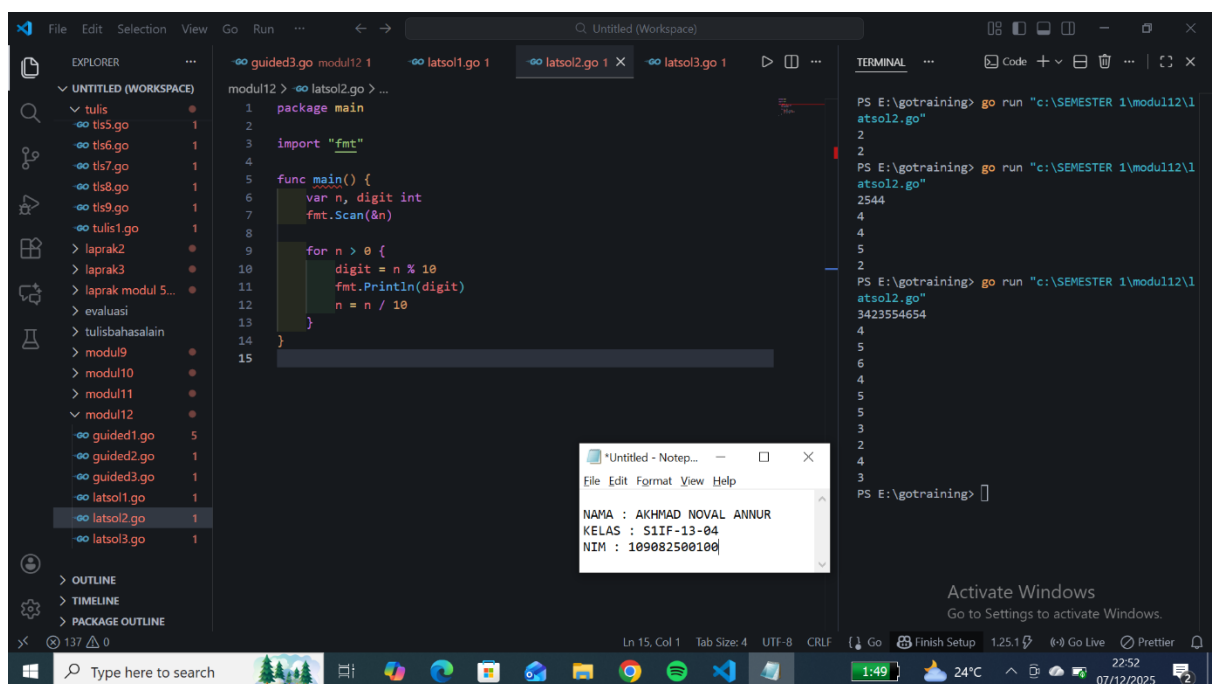 File Edit Selection View Go Run ··· Untitled (Workspace)
EXPLORER ···
UNTITLED (WORKSPACE)
tulis
tls5.go 1
tls6.go 1
tls7.go 1
tls8.go 1
tls9.go 1
tulis1.go 1
laprak2
laprak3
laprak modul 5...
evaluasi
tulisbahasalain
modul9
modul10
modul11
modul12
guided1.go 5
guided2.go 1
guided3.go 1
latsol1.go 1
latsol2.go 1
latsol3.go 1
OUTLINE
TIMELINE
PACKAGE OUTLINE
guided3.go modul12 1 latsol1.go 1 latsol2.go 1 latsol3.go 1 ···
modul12 > latsol2.go > ...
1 package main
2
3 import "fmt"
4
5 func main() {
6 var n, digit int
7 fmt.Scan(&n)
8
9 for n > 0 {
10 digit = n % 10
11 fmt.Println(digit)
12 n = n / 10
13 }
14 }
15
*Untitled - Notep...
File Edit Format View Help
NAMA : AKHMAD NOVAL ANNUR
KELAS : S1IF-13-04
NIM : 109082500100
TERMINAL ··· Code ···
PS E:\gotraining> go run "c:\SEMESTER 1\modul12\l
atsol2.go"
2
2
PS E:\gotraining> go run "c:\SEMESTER 1\modul12\l
atsol2.go"
2544
4
4
5
2
PS E:\gotraining> go run "c:\SEMESTER 1\modul12\l
atsol2.go"
3423554654
4
5
6
4
5
5
3
2
4
3
PS E:\gotraining>
Activate Windows
Go to Settings to activate Windows.
137 0 Ln 15, Col 1 Tab Size: 4 UTF-8 CRLF Go Finish Setup 1.25.1 Go Live Prettier
Type here to search 1:49 24°C 22:52
07/12/2025 2